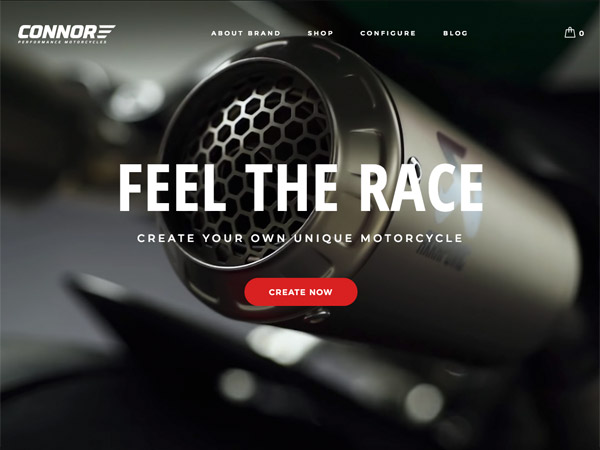 CONNOR
PERFORMANCE MOTORCYCLES
ABOUT BRAND
SHOP
CONFIGURE
BLOG
0
FEEL THE RACE
CREATE YOUR OWN UNIQUE MOTORCYCLE
CREATE NOW